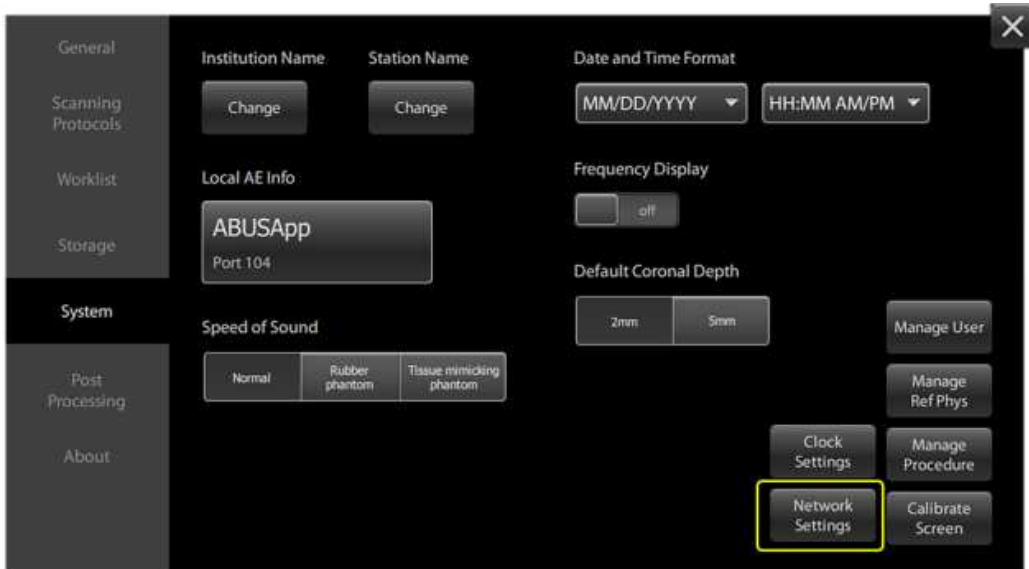 General
Scanning
Protocols
Worklist
Storage
System
Post
Processing
About
Institution Name
Station Name
Change
Change
Local AE Info
ABUSApp
Port 104
Speed of Sound
Normal
Rubber
phantom
Tissue mimicking
phantom
Date and Time Format
MM/DD/YYYY
HH:MM AM/PM
Frequency Display
off
Default Coronal Depth
2mm
5mm
Manage User
Manage
Ref Phys
Clock
Settings
Manage
Procedure
Network
Settings
Calibrate
Screen